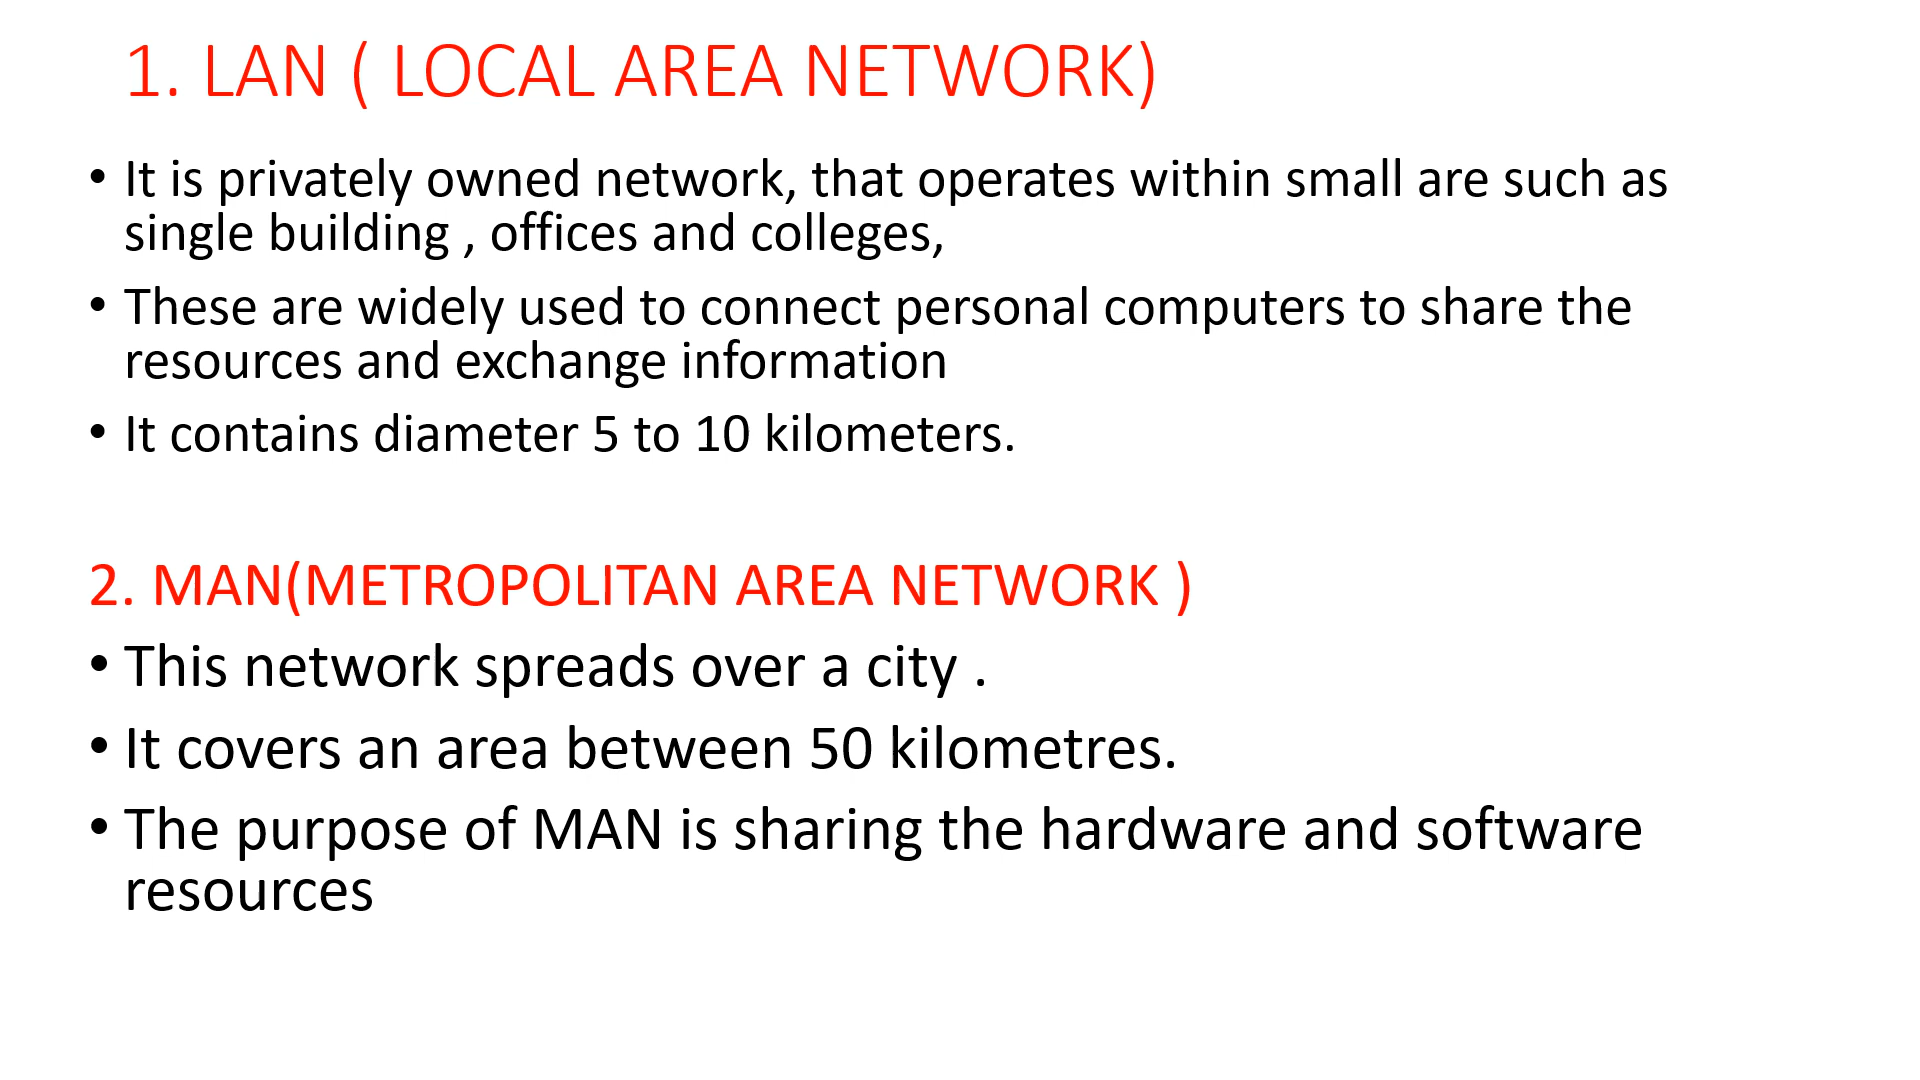 1. LAN ( LOCAL AREA NETWORK)
• It is privately owned network, that operates within small are such as
single building , offices and colleges,
• These are widely used to connect personal computers to share the
resources and exchange information
• It contains diameter 5 to 10 kilometers.
2. MAN(METROPOLITAN AREA NETWORK )
• This network spreads over a city .
• It covers an area between 50 kilometres.
• The purpose of MAN is sharing the hardware and software
resources